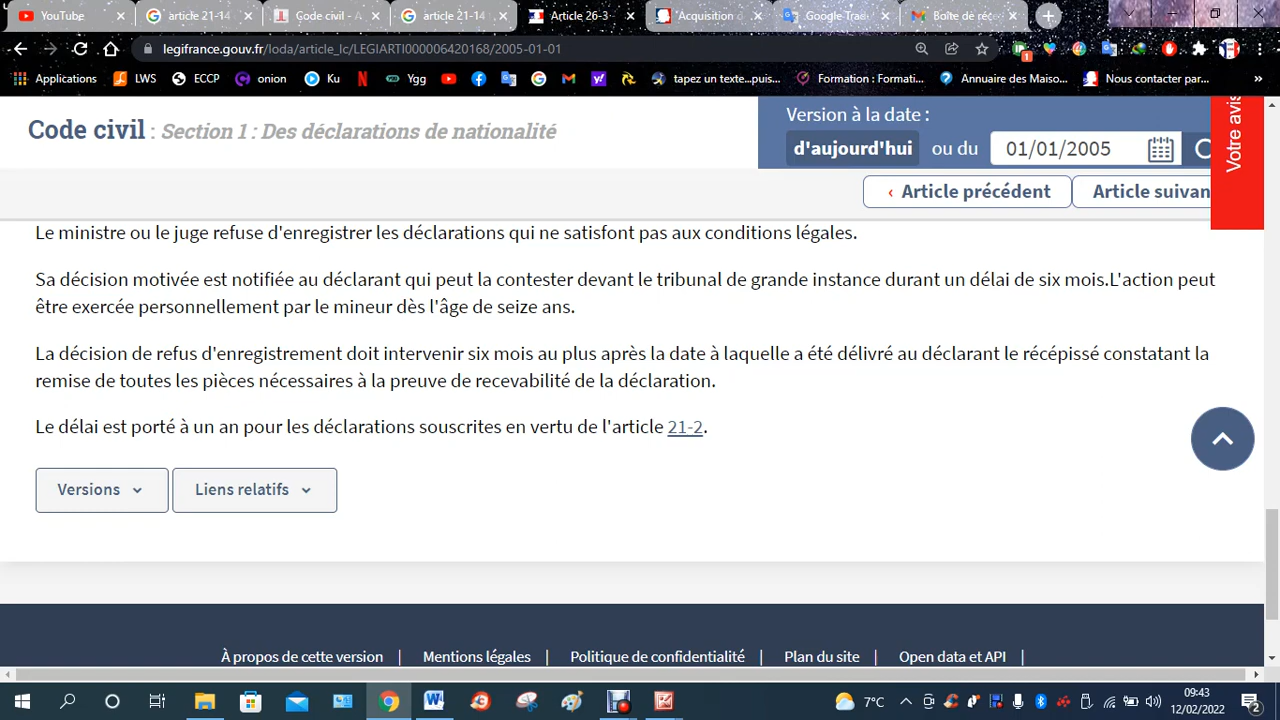 YouTube
article 21-14
Code civil - A
article 21-14
Article 26-3
'Acquisition d
Google Trad
Boîte de réc
legifrance.gouv.fr/loda/article_lc/LEGIARTI000006420168/2005-01-01
1
Applications
LWS
ECCP
onion
Ku
Ygg
tapez un texte...puis...
Formation : Formati...
Annuaire des Maiso...
Nous contacter par...
»
Code civil : Section 1 : Des déclarations de nationalité
Version à la date :
d'aujourd'hui ou du 01/01/2005
Votre avis
‹ Article précédent
Article suivan
Le ministre ou le juge refuse d'enregistrer les déclarations qui ne satisfont pas aux conditions légales.
Sa décision motivée est notifiée au déclarant qui peut la contester devant le tribunal de grande instance durant un délai de six mois.L'action peut
être exercée personnellement par le mineur dès l'âge de seize ans.
La décision de refus d'enregistrement doit intervenir six mois au plus après la date à laquelle a été délivré au déclarant le récépissé constatant la
remise de toutes les pièces nécessaires à la preuve de recevabilité de la déclaration.
Le délai est porté à un an pour les déclarations souscrites en vertu de l'article 21-2.
Versions
Liens relatifs
À propos de cette version | Mentions légales | Politique de confidentialité | Plan du site | Open data et API |
7°C
09:43
12/02/2022
2